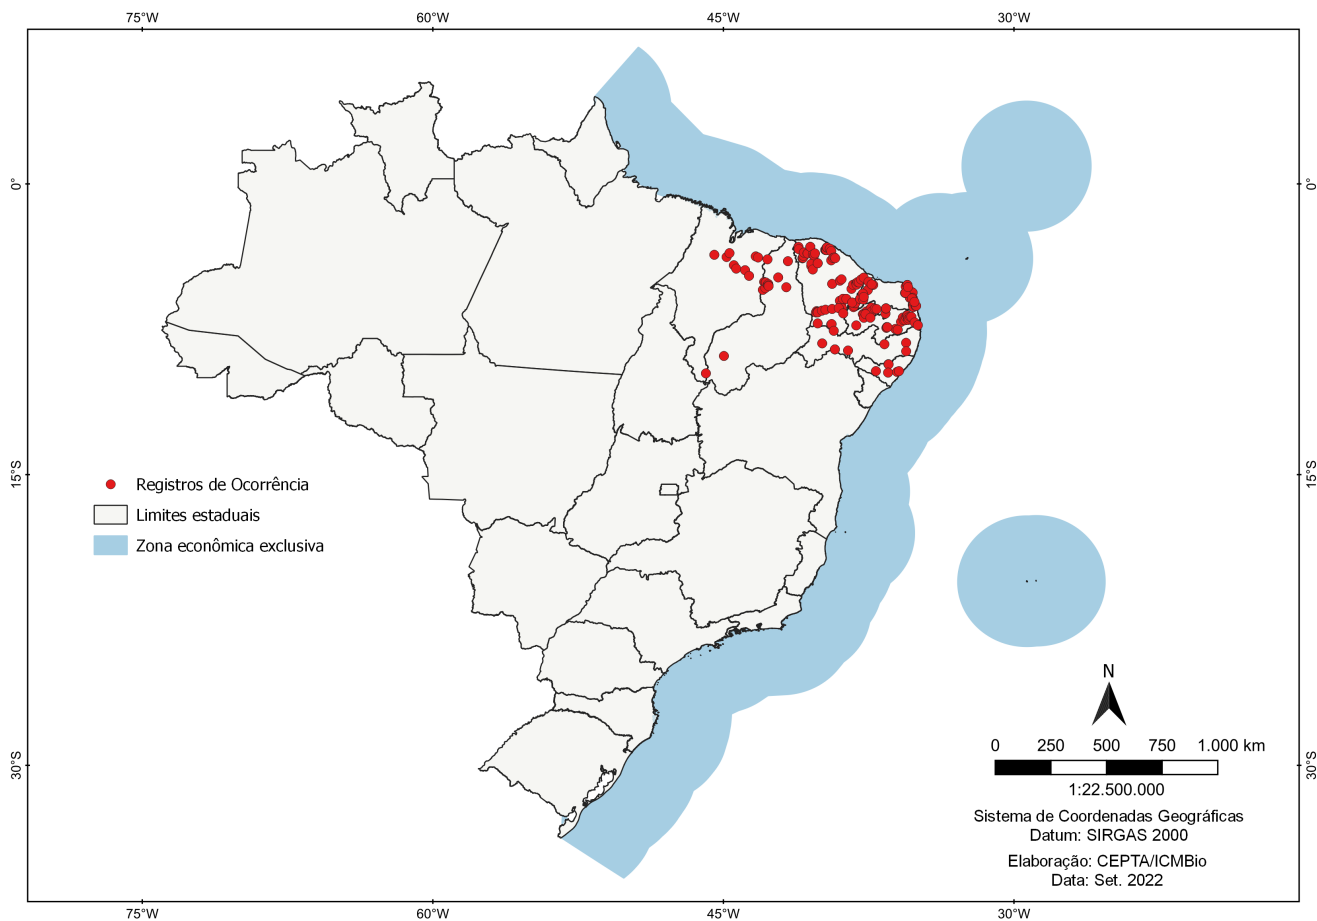 75°W 60°W 45°W 30°W
0° 0°
15°S 15°S
Registros de Ocorrência
Limites estaduais
Zona econômica exclusiva
N
0 250 500 750 1.000 km
30°S 30°S
1:22.500.000
Sistema de Coordenadas Geográficas
Datum: SIRGAS 2000
Elaboração: CEPTA/ICMBio
Data: Set. 2022
75°W 60°W 45°W 30°W